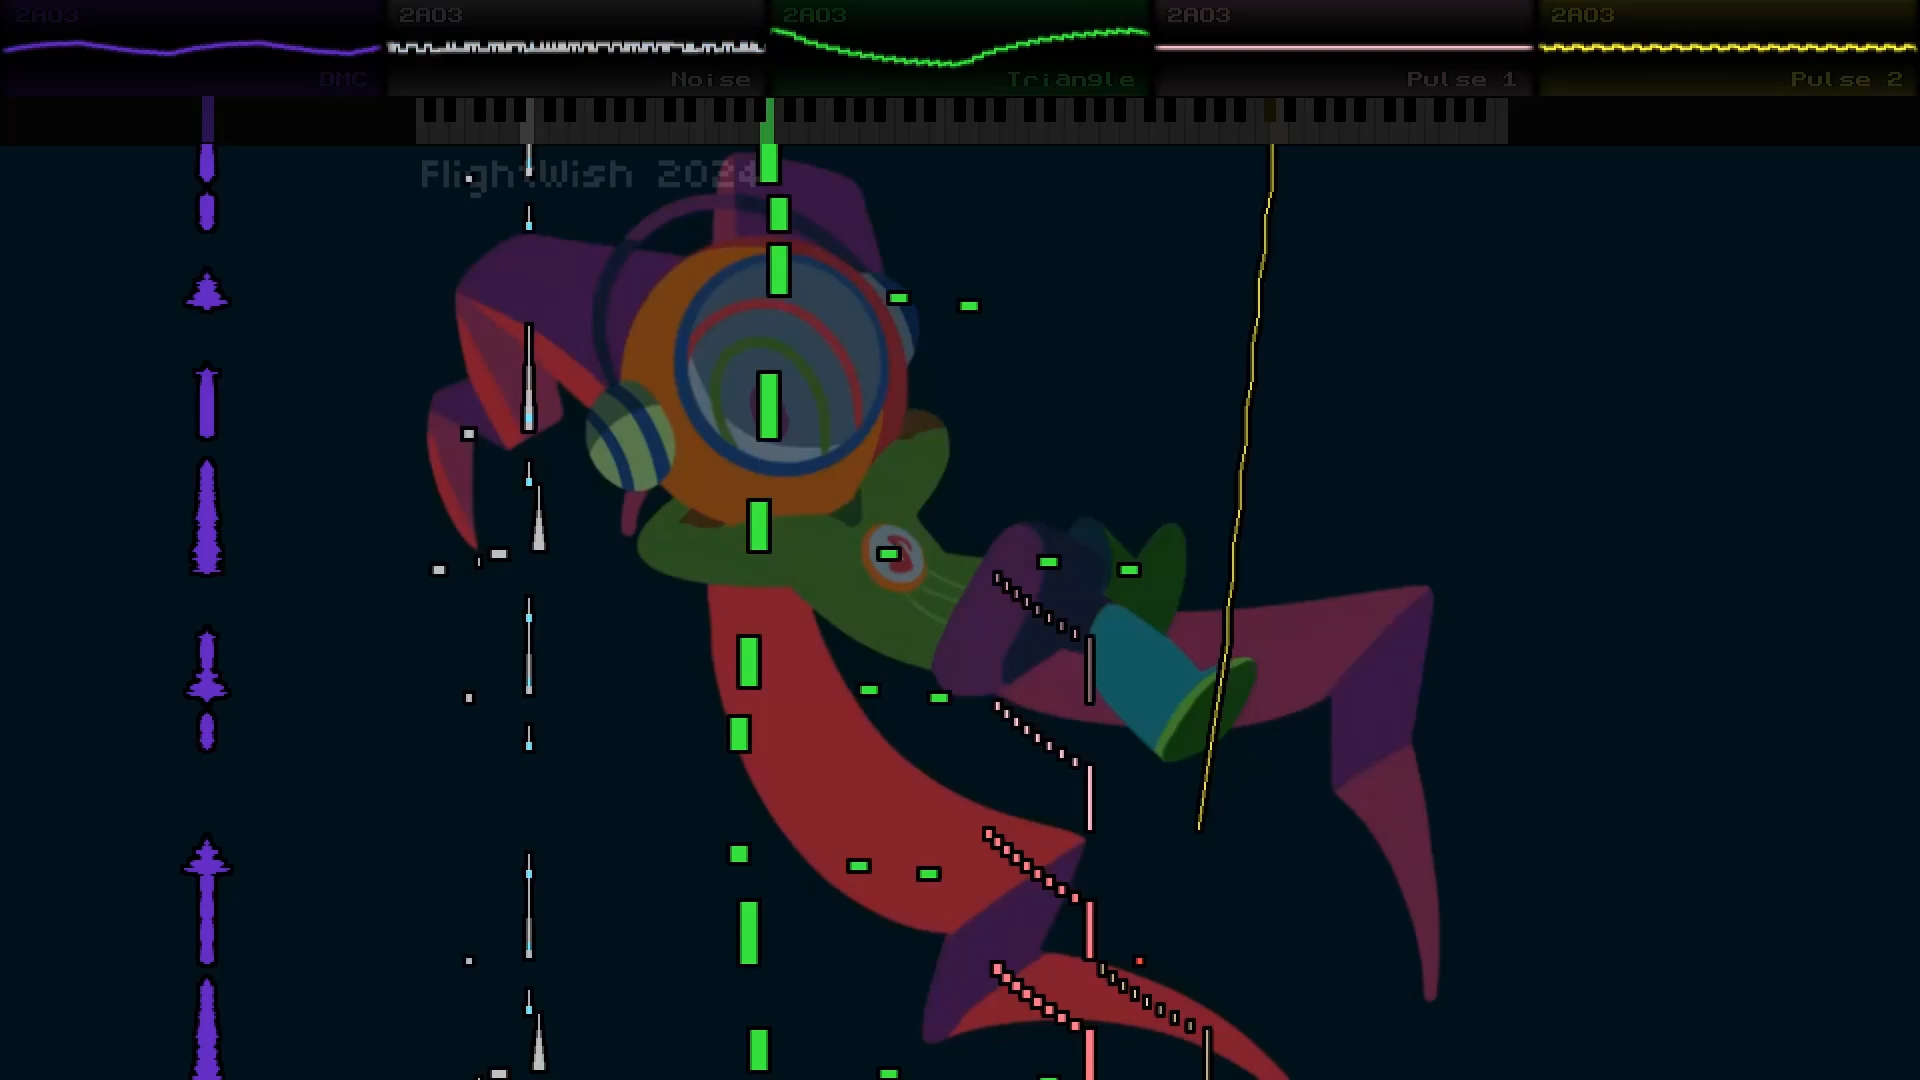 2A03
2A03
2A03
2A03
2A03
DMC
Noise
Triangle
Pulse 1
Pulse 2
FlightWish 2024